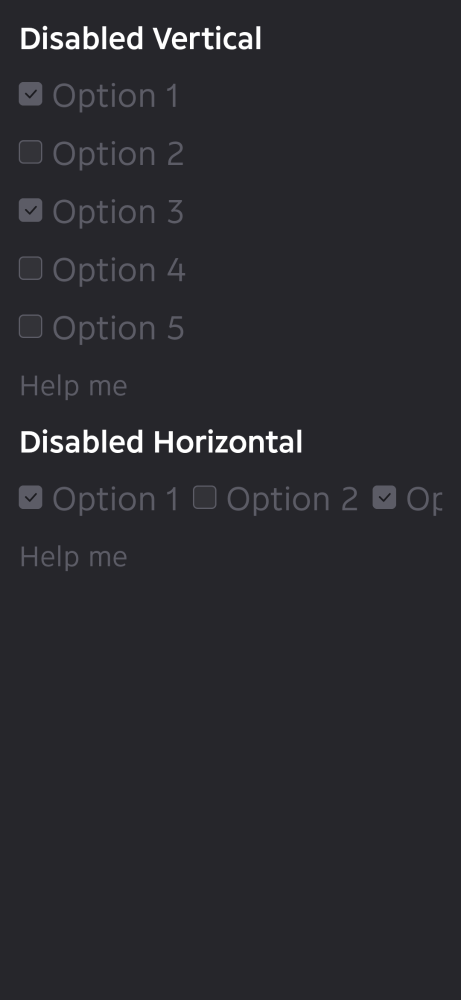 Disabled Vertical
Option 1
Option 2
Option 3
Option 4
Option 5
Help me
Disabled Horizontal
Option 1 Option 2 Op
Help me